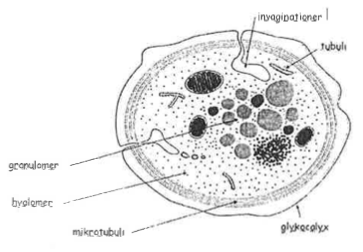 invaginationer
tubuli
granulomer
hyalomer
mikrotubuli
glykocalyx